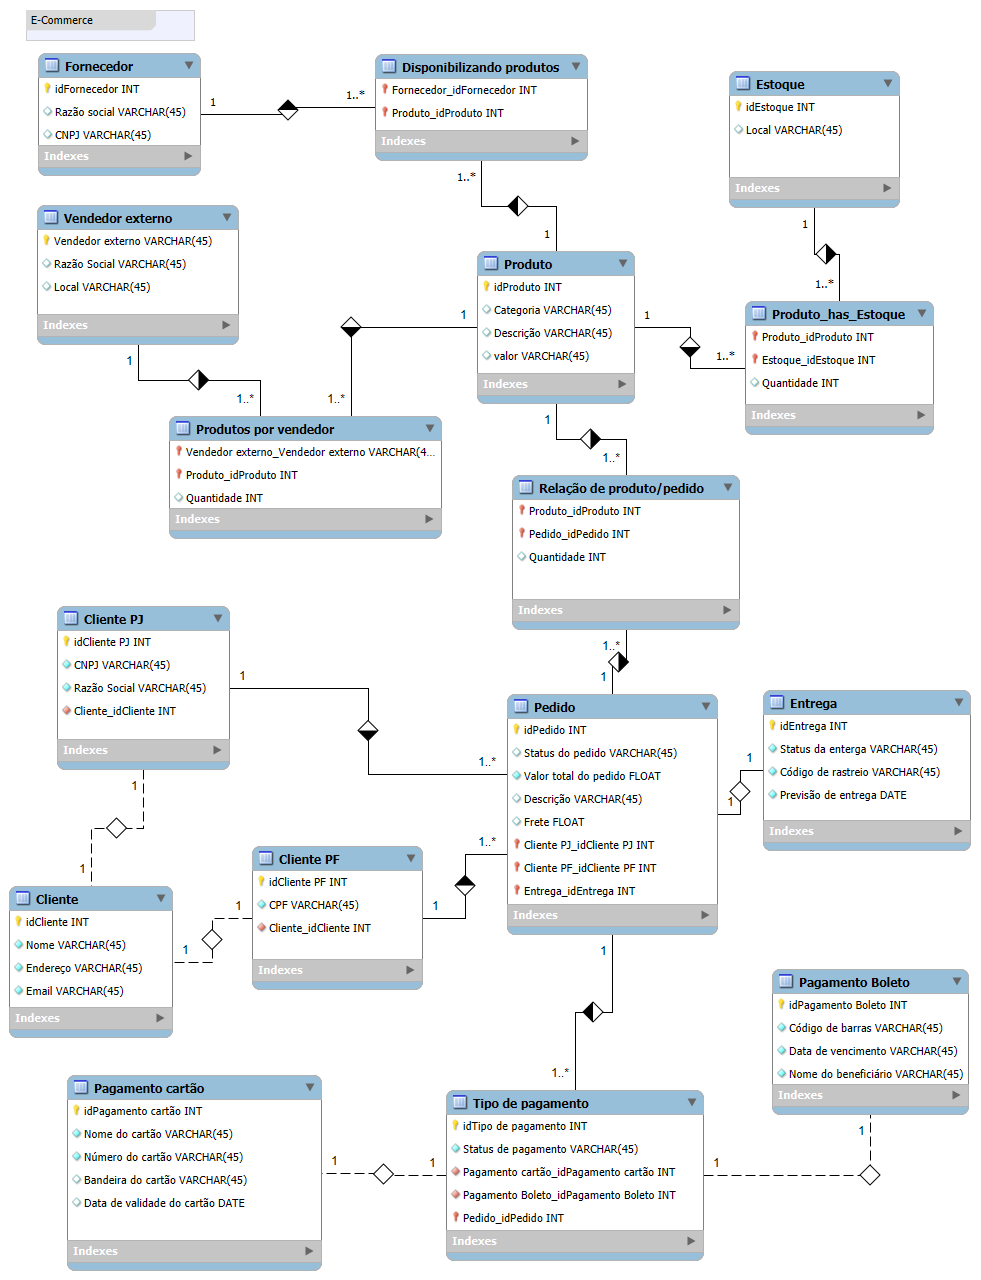 E-Commerce
Fornecedor
idFornecedor INT
Razão social VARCHAR(45)
CNPJ VARCHAR(45)
Indexes
1
1..*
Disponibilizando produtos
Fornecedor_idFornecedor INT
Produto_idProduto INT
Indexes
1..*
1
Estoque
idEstoque INT
Local VARCHAR(45)
Indexes
1
1..*
Vendedor externo
Vendedor externo VARCHAR(45)
Razão Social VARCHAR(45)
Local VARCHAR(45)
Indexes
1
1..*
Produto
idProduto INT
Categoria VARCHAR(45)
Descrição VARCHAR(45)
valor VARCHAR(45)
Indexes
1
1..*
1
1..*
1
1..*
Produto_has_Estoque
Produto_idProduto INT
Estoque_idEstoque INT
Quantidade INT
Indexes
Produtos por vendedor
Vendedor externo_Vendedor externo VARCHAR(4...
Produto_idProduto INT
Quantidade INT
Indexes
Relação de produto/pedido
Produto_idProduto INT
Pedido_idPedido INT
Quantidade INT
Indexes
1..*
1
Cliente PJ
idCliente PJ INT
CNPJ VARCHAR(45)
Razão Social VARCHAR(45)
Cliente_idCliente INT
Indexes
1
1..*
1
1
Pedido
idPedido INT
Status do pedido VARCHAR(45)
Valor total do pedido FLOAT
Descrição VARCHAR(45)
Frete FLOAT
Cliente PJ_idCliente PJ INT
Cliente PF_idCliente PF INT
Entrega_idEntrega INT
Indexes
1
1
Entrega
idEntrega INT
Status da enterga VARCHAR(45)
Código de rastreio VARCHAR(45)
Previsão de entrega DATE
Indexes
Cliente PF
idCliente PF INT
CPF VARCHAR(45)
Cliente_idCliente INT
Indexes
1
1..*
1
1
Cliente
idCliente INT
Nome VARCHAR(45)
Endereço VARCHAR(45)
Email VARCHAR(45)
Indexes
1
1..*
Pagamento Boleto
idPagamento Boleto INT
Código de barras VARCHAR(45)
Data de vencimento VARCHAR(45)
Nome do beneficiário VARCHAR(45)
Indexes
1
1
Pagamento cartão
idPagamento cartão INT
Nome do cartão VARCHAR(45)
Número do cartão VARCHAR(45)
Bandeira do cartão VARCHAR(45)
Data de validade do cartão DATE
Indexes
1
1
Tipo de pagamento
idTipo de pagamento INT
Status de pagamento VARCHAR(45)
Pagamento cartão_idPagamento cartão INT
Pagamento Boleto_idPagamento Boleto INT
Pedido_idPedido INT
Indexes